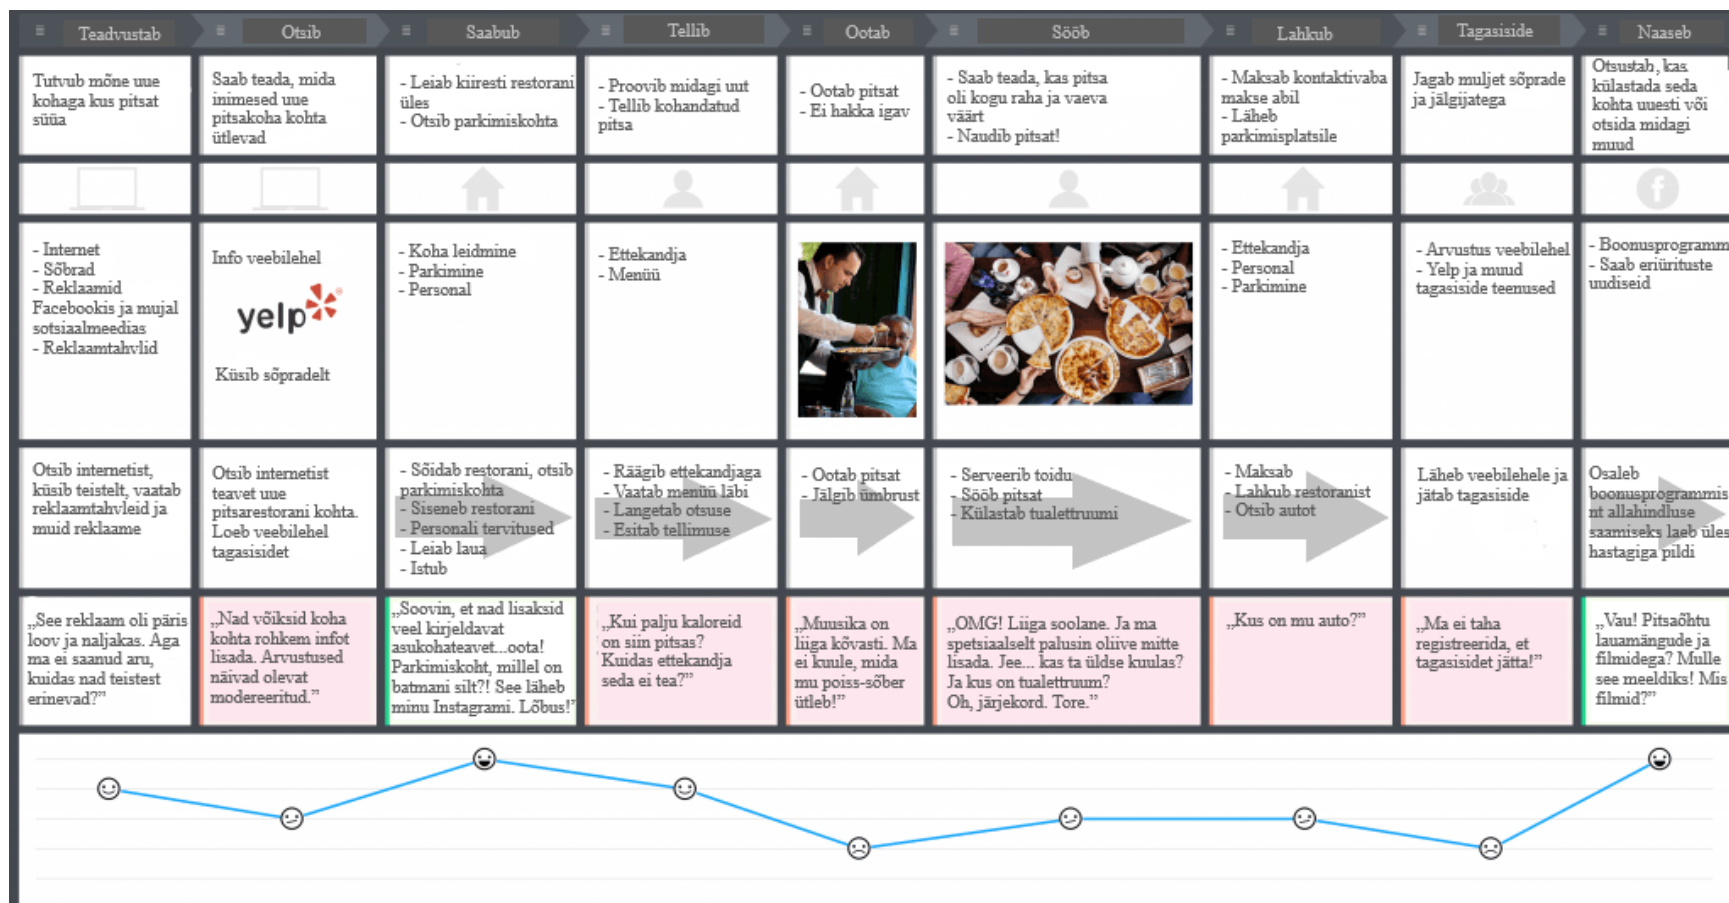 Teadvustab
Otsib
Saabub
Tellib
Ootab
Sööb
Lahkub
Tagasiside
Naaseb
Tutvub mõne uue
kohaga kus pitsat
süüa
Saab teada, mida
inimesed uue
pitsakoha kohta
ütlevad
- Leiab kiiresti restorani
üles
- Otsib parkimiskohta
- Proovib midagi uut
- Tellib kohandatud
pitsa
- Ootab pitsat
- Ei hakka igav
- Saab teada, kas pitsa
oli kogu raha ja vaeva
väärt
- Naudib pitsat!
- Maksab kontaktivaba
makse abil
- Läheb
parkimisplatsile
Jagab muljet sõprade
ja jälgijatega
Otsustab, kas
külastada seda
kohta uuesti või
otsida midagi
muud
- Internet
- Sõbrad
- Reklaamid
Facebookis ja mujal
sotsiaalmeedias
- Reklaamtahvlid
Info veebilehel
yelp
Küsib sõpradelt
- Koha leidmine
- Parkimine
- Personal
- Ettekandja
- Menüü
- Ettekandja
- Personal
- Parkimine
- Arvustus veebilehel
- Yelp ja muud
tagasiside teenused
- Boonusprogramm
- Saab eriürituste
uudiseid
Otsib internetist,
küsib teistelt, vaatab
reklaamtahvleid ja
muid reklaame
Otsib internetist
teavet uue
pitsarestorani kohta.
Loeb veebilehel
tagasisidet
- Sõidab restorani, otsib
parkimiskohta
- Siseneb restorani
- Personali tervitused
- Leiab laua
- Istub
- Räägib ettekandjaga
- Vaatab menüü läbi
- Langetab otsuse
- Esitab tellimuse
- Ootab pitsat
- Jälgib ümbrust
- Serveerib toidu
- Sööb pitsat
- Külastab tualettruumi
- Maksab
- Lahkub restoranist
- Otsib autot
Läheb veebilehele ja
jätab tagasiside
Osaleb
boonusprogrammis
nt allahindluse
saamiseks laeb üles
hastagiga pildi
„See reklaam oli päris
loov ja naljakas. Aga
ma ei saanud aru,
kuidas nad teistest
erinevad?”
„Nad võiksid koha
kohta rohkem infot
lisada. Arvustused
näivad olevat
modereeritud.”
„Soovin, et nad lisaksid
veel kirjeldavat
asukohateavet...oota!
Parkimiskoht, millel on
batmani silt?! See läheb
minu Instagrami. Lõbus!”
„Kui palju kaloreid
on siin pitsas?
Kuidas ettekandja
seda ei tea?”
„Muusika on
liiga kõvasti. Ma
ei kuule, mida
mu poiss-sõber
ütleb!”
„OMG! Liiga soolane. Ja ma
spetsiaalselt palusin oliive mitte
lisada. Jee... kas ta üldse kuulas?
Ja kus on tualettruum?
Oh, järjekord. Tore.”
„Kus on mu auto?”
„Ma ei taha
registreerida, et
tagasisidet jätta!”
„Vau! Pitsaõhtu
lauamängude ja
filmidega? Mulle
see meeldiks! Mis
filmid?”